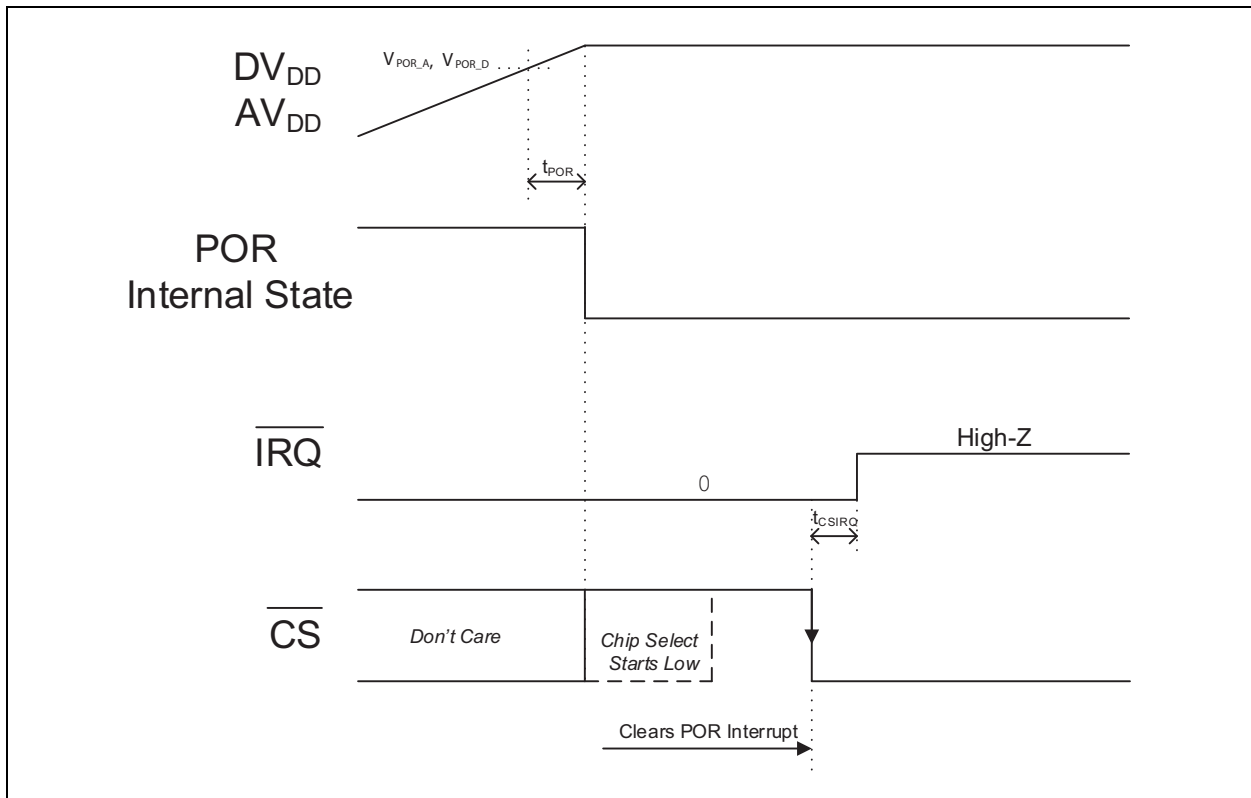 DVDD
AVDD
VPOR_A, VPOR_D
tPOR
POR
Internal State
IRQ
0
High-Z
tCSIRQ
CS
Don't Care
Chip Select
Starts Low
Clears POR Interrupt